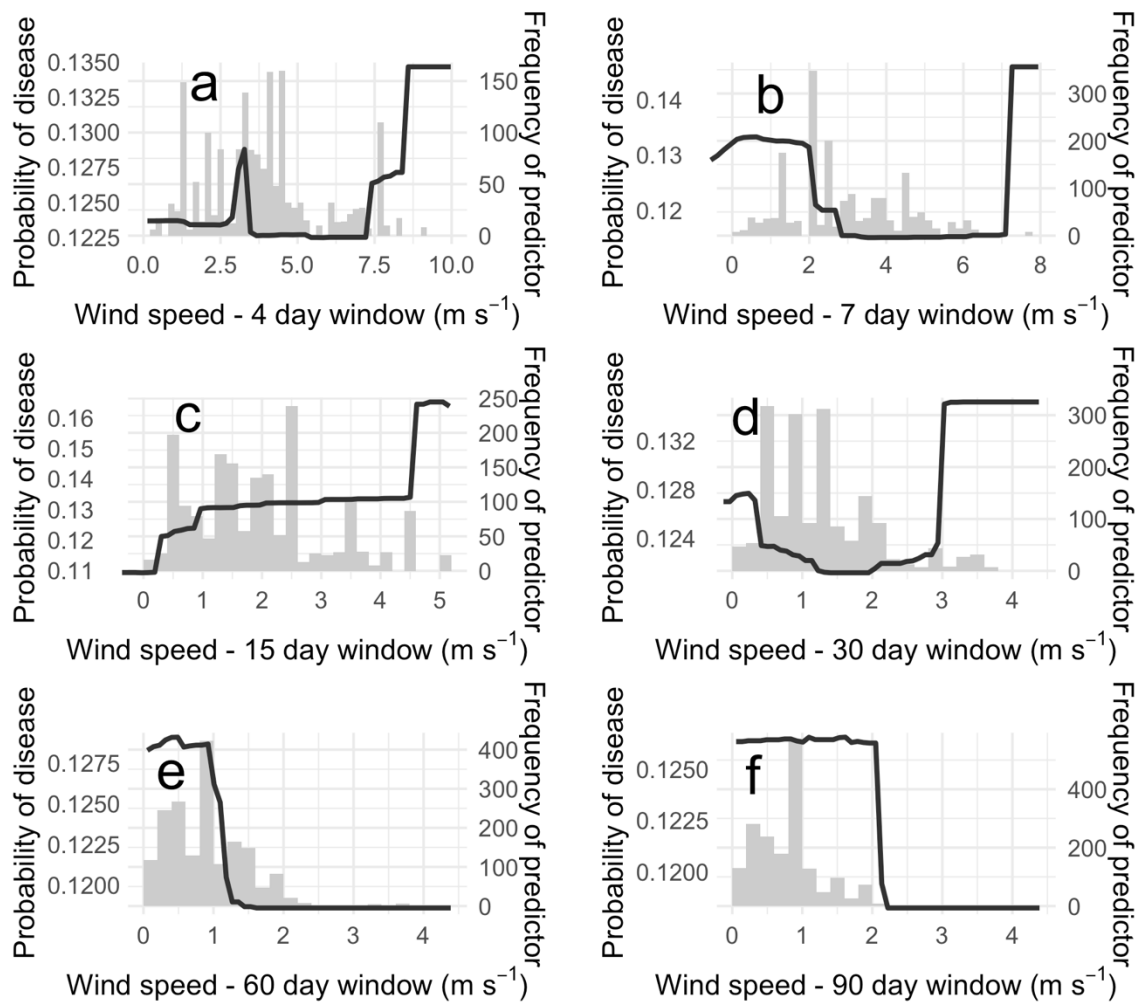 Probability of disease
0.1350
0.1325
0.1300
0.1275
0.1250
0.1225
a
150
100
50
0
Frequency of predictor
0.0 2.5 5.0 7.5 10.0
Wind speed - 4 day window (m s⁻¹)
Probability of disease
0.14
0.13
0.12
b
300
200
100
0
Frequency of predictor
0 2 4 6 8
Wind speed - 7 day window (m s⁻¹)
Probability of disease
0.16
0.15
0.14
0.13
0.12
0.11
c
250
200
150
100
50
0
Frequency of predictor
0 1 2 3 4 5
Wind speed - 15 day window (m s⁻¹)
Probability of disease
0.132
0.128
0.124
d
300
200
100
0
Frequency of predictor
0 1 2 3 4
Wind speed - 30 day window (m s⁻¹)
Probability of disease
0.1275
0.1250
0.1225
0.1200
e
400
300
200
100
0
Frequency of predictor
0 1 2 3 4
Wind speed - 60 day window (m s⁻¹)
Probability of disease
0.1250
0.1225
0.1200
f
400
200
0
Frequency of predictor
0 1 2 3 4
Wind speed - 90 day window (m s⁻¹)